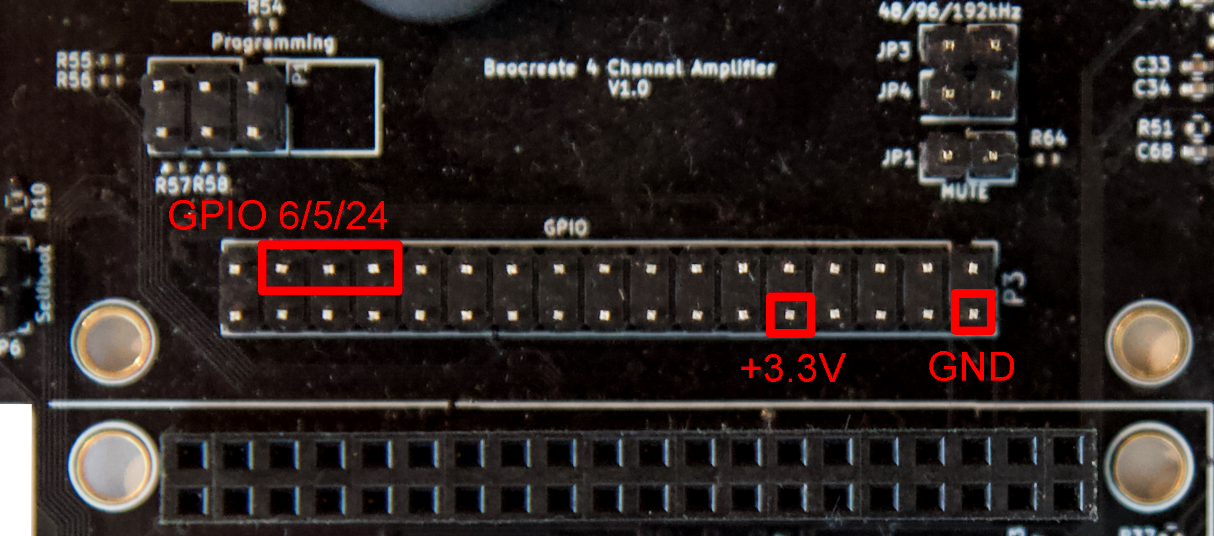 R54
48/96/192kHz
Programming
P1
R55
R56
Beocreate 4 Channel Amplifier
V1.0
JP3
JP4
C33
C34
R51
C68
R64
JP1
MUTE
R57 R58
R10
GPIO 6/5/24
GPIO
Selfboot
P3
P6
+3.3V
GND